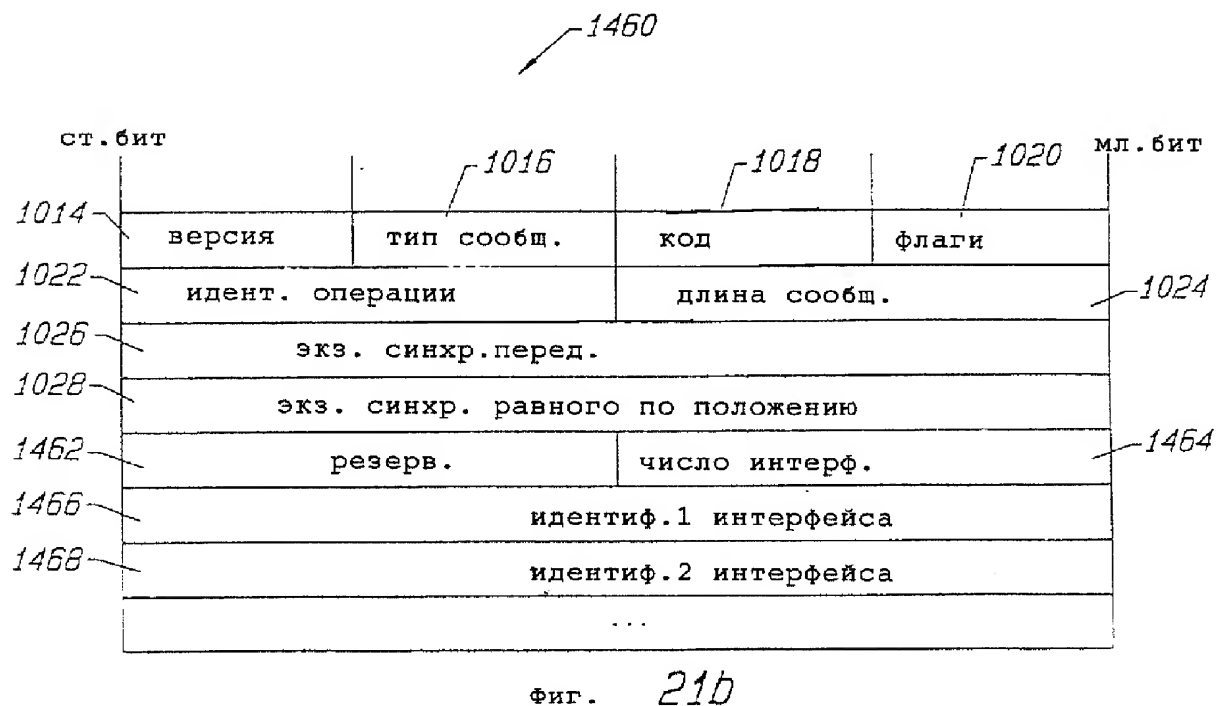 1460
ст.бит мл.бит
1016 1018 1020
1014 версия тип сообщ. код флаги
1022 идент. операции длина сообщ. 1024
1026 экз. синхр.перед.
1028 экз. синхр. равного по положению
1462 резерв. число интерф. 1464
1466 идентиф.1 интерфейса
1468 идентиф.2 интерфейса
...
Фиг. 21b